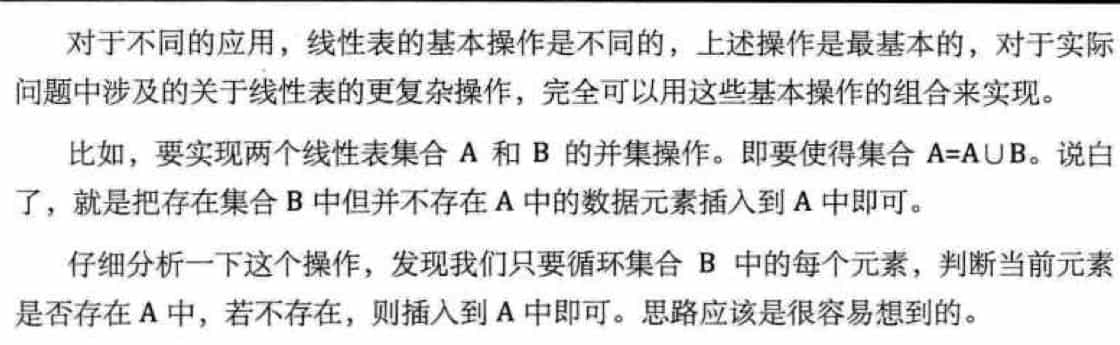 对于不同的应用，线性表的基本操作是不同的，上述操作是最基本的，对于实际
问题中涉及的关于线性表的更复杂操作，完全可以用这些基本操作的组合来实现。
比如，要实现两个线性表集合 A 和 B 的并集操作。即要使得集合 A=A∪B。说白
了，就是把存在集合 B 中但并不存在 A 中的数据元素插入到 A 中即可。
仔细分析一下这个操作，发现我们只要循环集合 B 中的每个元素，判断当前元素
是否存在 A 中，若不存在，则插入到 A 中即可。思路应该是很容易想到的。